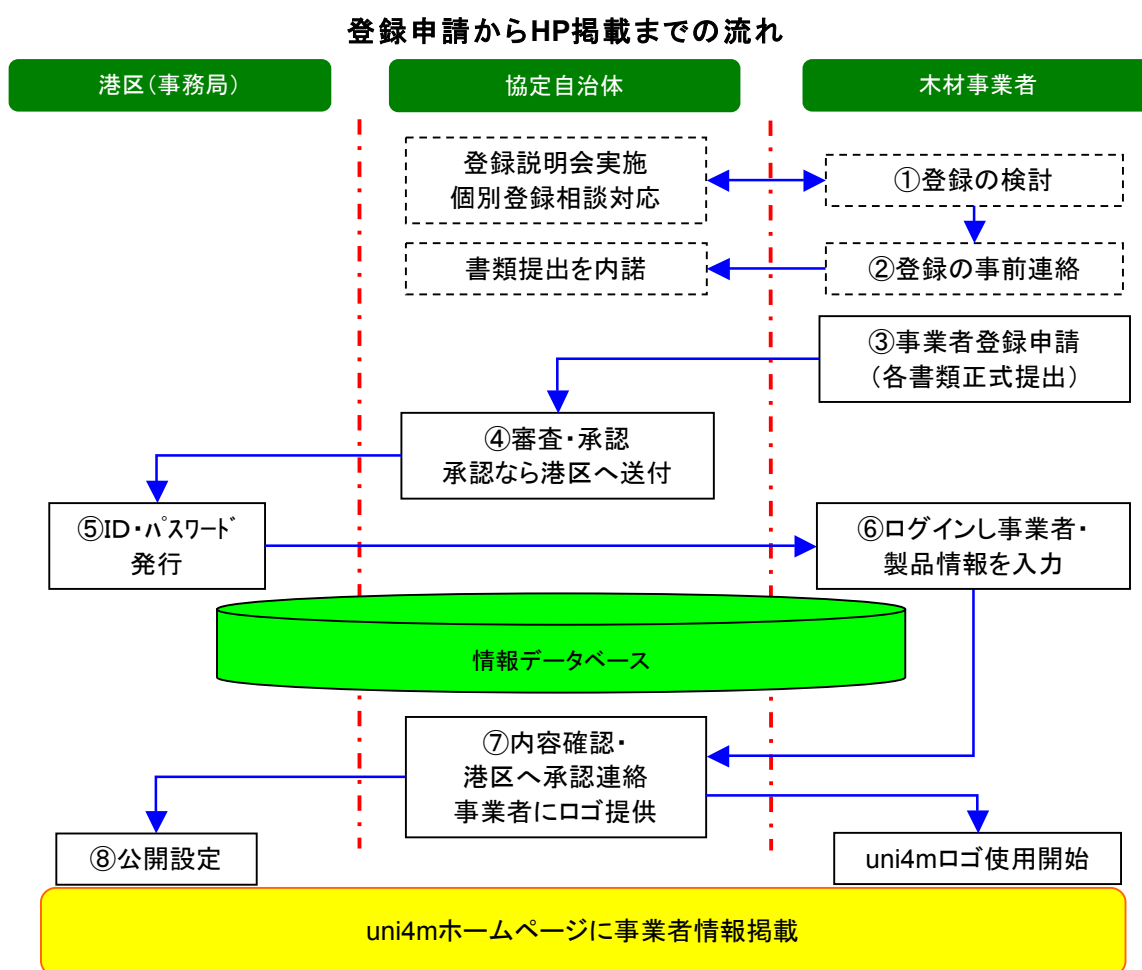 登録申請からHP掲載までの流れ
港区（事務局）
協定自治体
木材事業者
登録説明会実施
個別登録相談対応
①登録の検討
書類提出を内諾
②登録の事前連絡
③事業者登録申請
（各書類正式提出）
④審査・承認
承認なら港区へ送付
⑤ID・ﾊﾟｽﾜｰﾄﾞ
発行
⑥ログインし事業者・
製品情報を入力
情報データベース
⑦内容確認・
港区へ承認連絡
事業者にロゴ提供
⑧公開設定
uni4mロゴ使用開始
uni4mホームページに事業者情報掲載